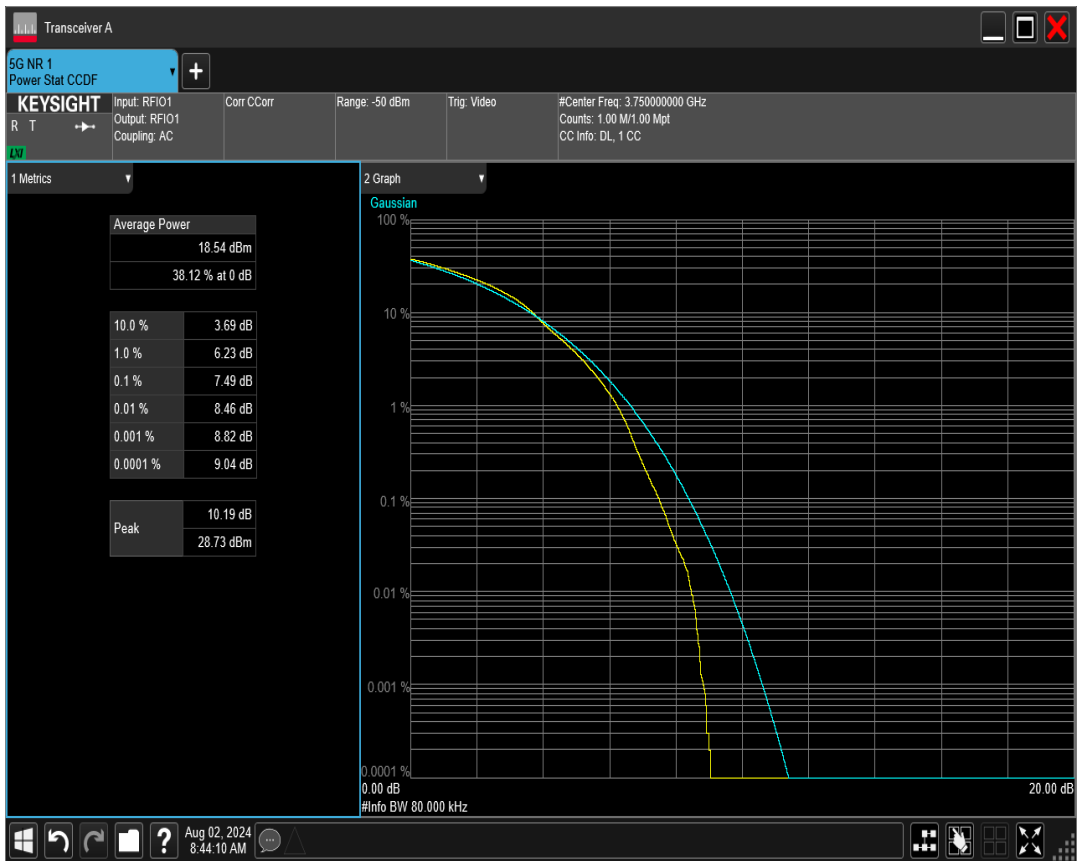 Transceiver A
5G NR 1
Power Stat CCDF
+
KEYSIGHT
R T
LXI
Input: RFIO1
Output: RFIO1
Coupling: AC
Corr CCorr
Range: -50 dBm
Trig: Video
#Center Freq: 3.750000000 GHz
Counts: 1.00 M/1.00 Mpt
CC Info: DL, 1 CC
1 Metrics
Average Power
18.54 dBm
38.12 % at 0 dB
10.0 % 3.69 dB
1.0 % 6.23 dB
0.1 % 7.49 dB
0.01 % 8.46 dB
0.001 % 8.82 dB
0.0001 % 9.04 dB
Peak
10.19 dB
28.73 dBm
2 Graph
Gaussian
100 %
10 %
1 %
0.1 %
0.01 %
0.001 %
0.0001 %
0.00 dB
20.00 dB
#Info BW 80.000 kHz
?
Aug 02, 2024
8:44:10 AM